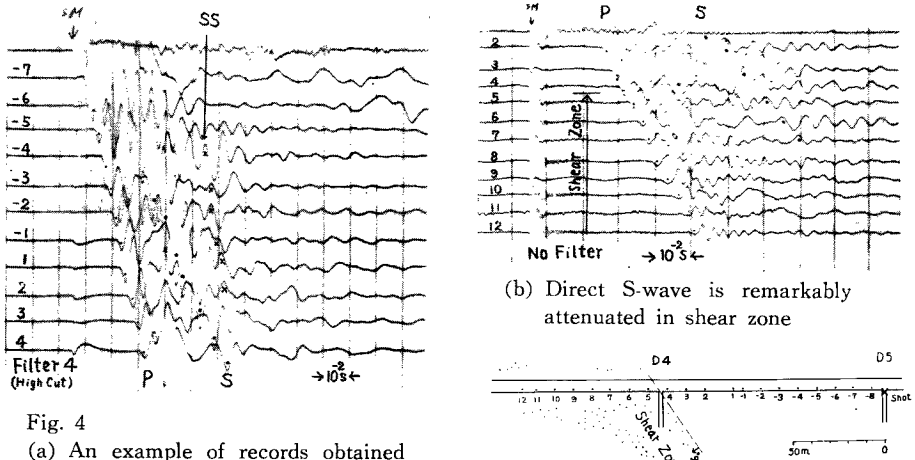 SM
SS
-7
-6
-5
-4
-3
-2
-1
1
2
3
4
Filter 4
(High Cut)
P
S
→10⁻²s←
Fig. 4
(a) An example of records obtained
SM
P
S
2
3
4
5
6
7
8
9
10
11
12
Shear Zone
No Filter
→10⁻²s←
(b) Direct S-wave is remarkably
attenuated in shear zone
D4
D5
12 11 10 9 8 7 6 5 4 3 2 1 -1 -2 -3 -4 -5 -6 -7 -8 Shot
Shear Zo
50m
0